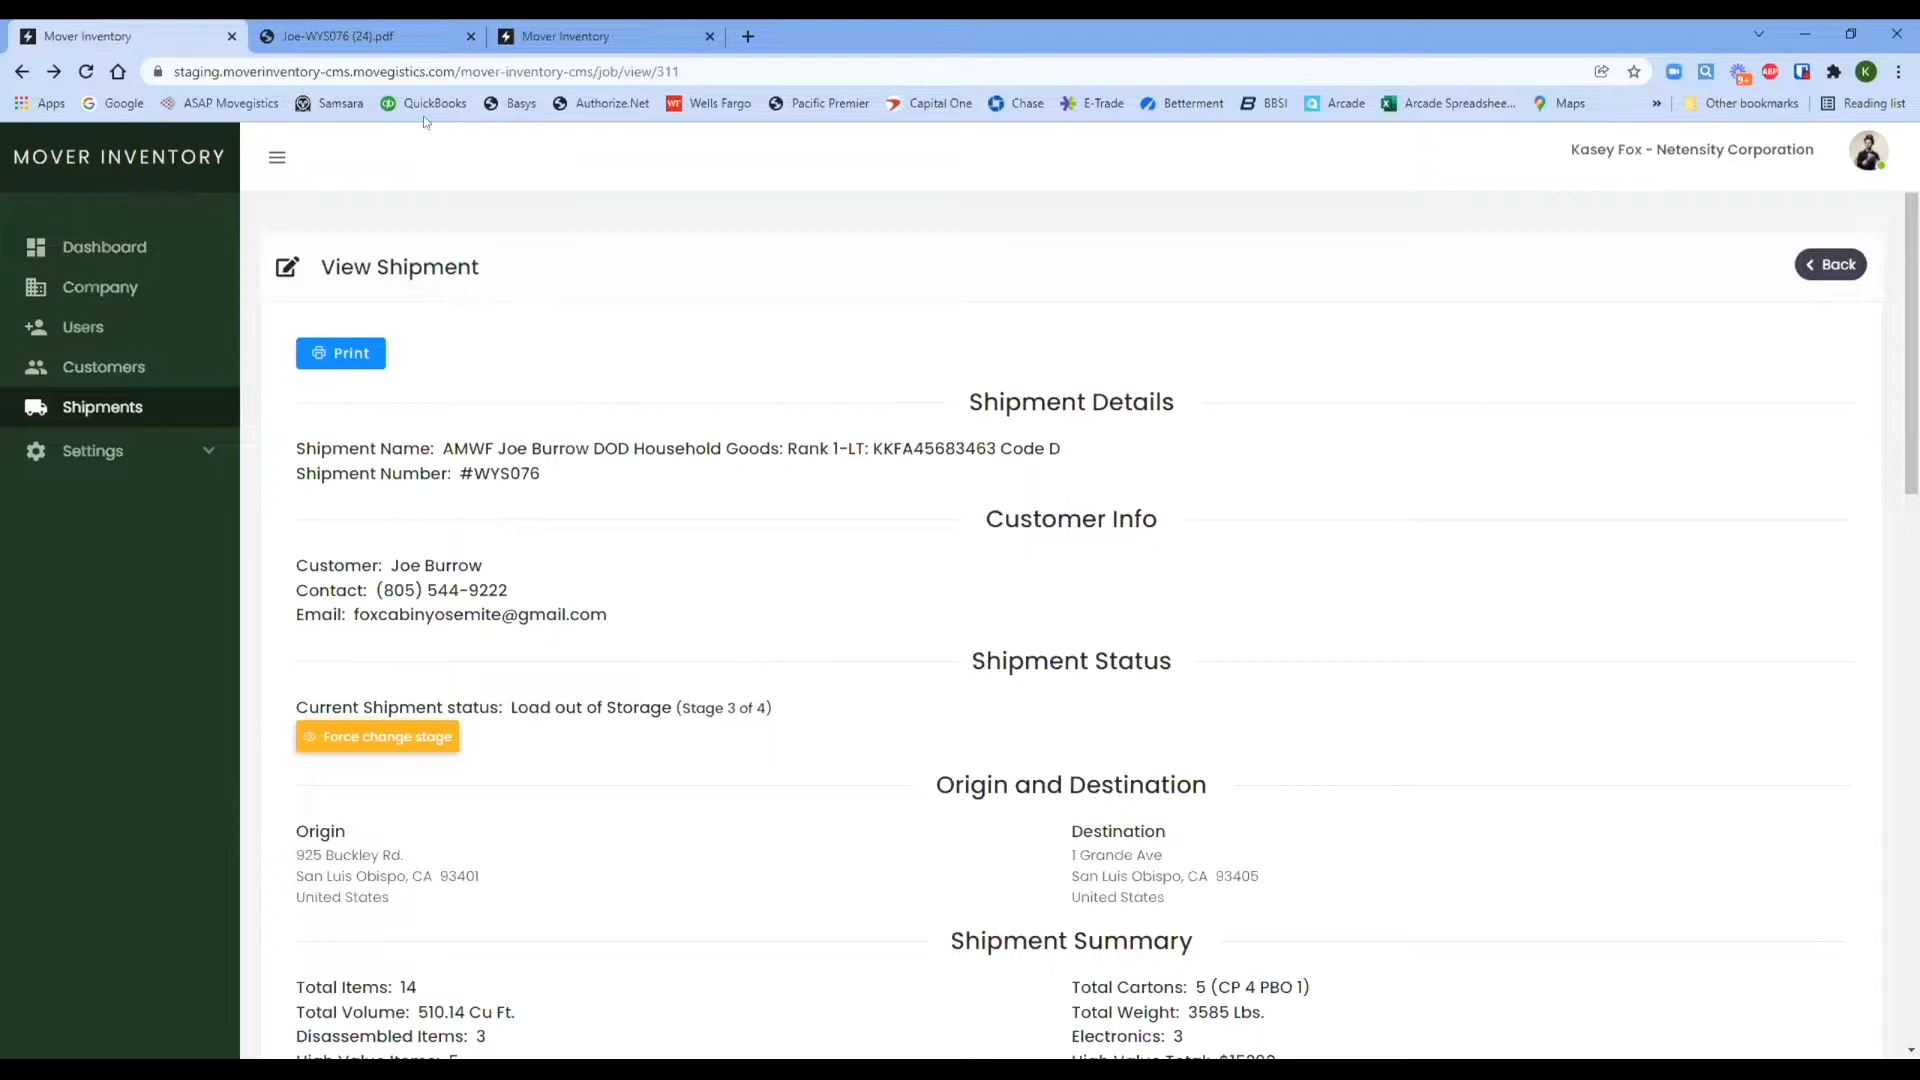 Mover Inventory
Joe-WYS076 (24).pdf
Mover Inventory
staging.moverinventory-cms.movegistics.com/mover-inventory-cms/job/view/311
9+
ABP
K
Apps
Google
ASAP Movegistics
Samsara
QuickBooks
Basys
Authorize.Net
WF
Wells Fargo
Pacific Premier
Capital One
Chase
E-Trade
Betterment
BBSI
Arcade
Arcade Spreadshee...
Maps
»
Other bookmarks
Reading list
MOVER INVENTORY
Kasey Fox - Netensity Corporation
Dashboard
Company
Users
Customers
Shipments
Settings
View Shipment
Back
Print
Shipment Details
Shipment Name: AMWF Joe Burrow DOD Household Goods: Rank 1-LT: KKFA45683463 Code D
Shipment Number: #WYS076
Customer Info
Customer: Joe Burrow
Contact: (805) 544-9222
Email: foxcabinyosemite@gmail.com
Shipment Status
Current Shipment status: Load out of Storage (Stage 3 of 4)
Force change stage
Origin and Destination
Origin
925 Buckley Rd.
San Luis Obispo, CA 93401
United States
Destination
1 Grande Ave
San Luis Obispo, CA 93405
United States
Shipment Summary
Total Items: 14
Total Volume: 510.14 Cu Ft.
Disassembled Items: 3
Total Cartons: 5 (CP 4 PBO 1)
Total Weight: 3585 Lbs.
Electronics: 3